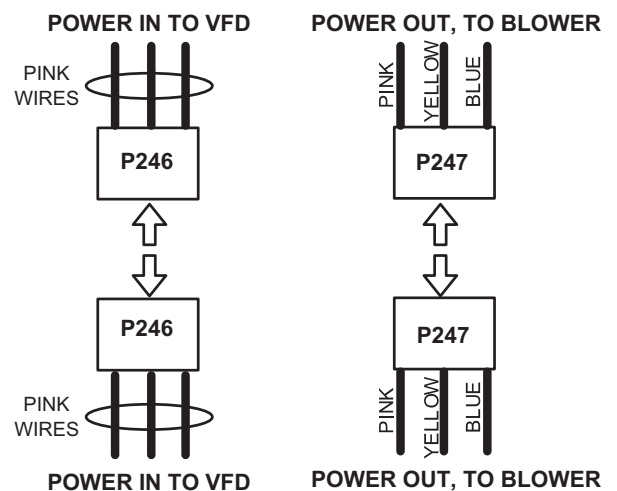 POWER IN TO VFD
POWER OUT, TO BLOWER
PINK
WIRES
PINK
YELLOW
BLUE
P246
P247
P246
P247
PINK
WIRES
PINK
YELLOW
BLUE
POWER IN TO VFD
POWER OUT, TO BLOWER